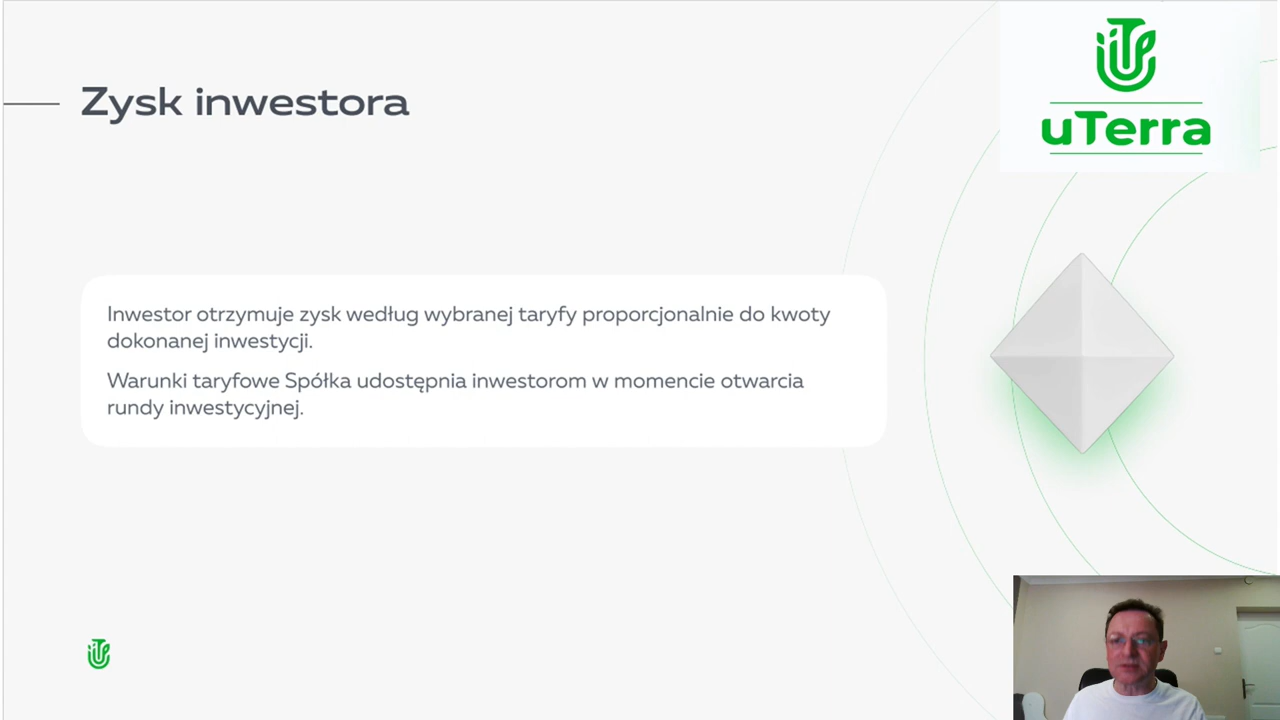 Zysk inwestora
uTerra
Inwestor otrzymuje zysk według wybranej taryfy proporcjonalnie do kwoty
dokonanej inwestycji.
Warunki taryfowe Spółka udostępnia inwestorom w momencie otwarcia
rundy inwestycyjnej.